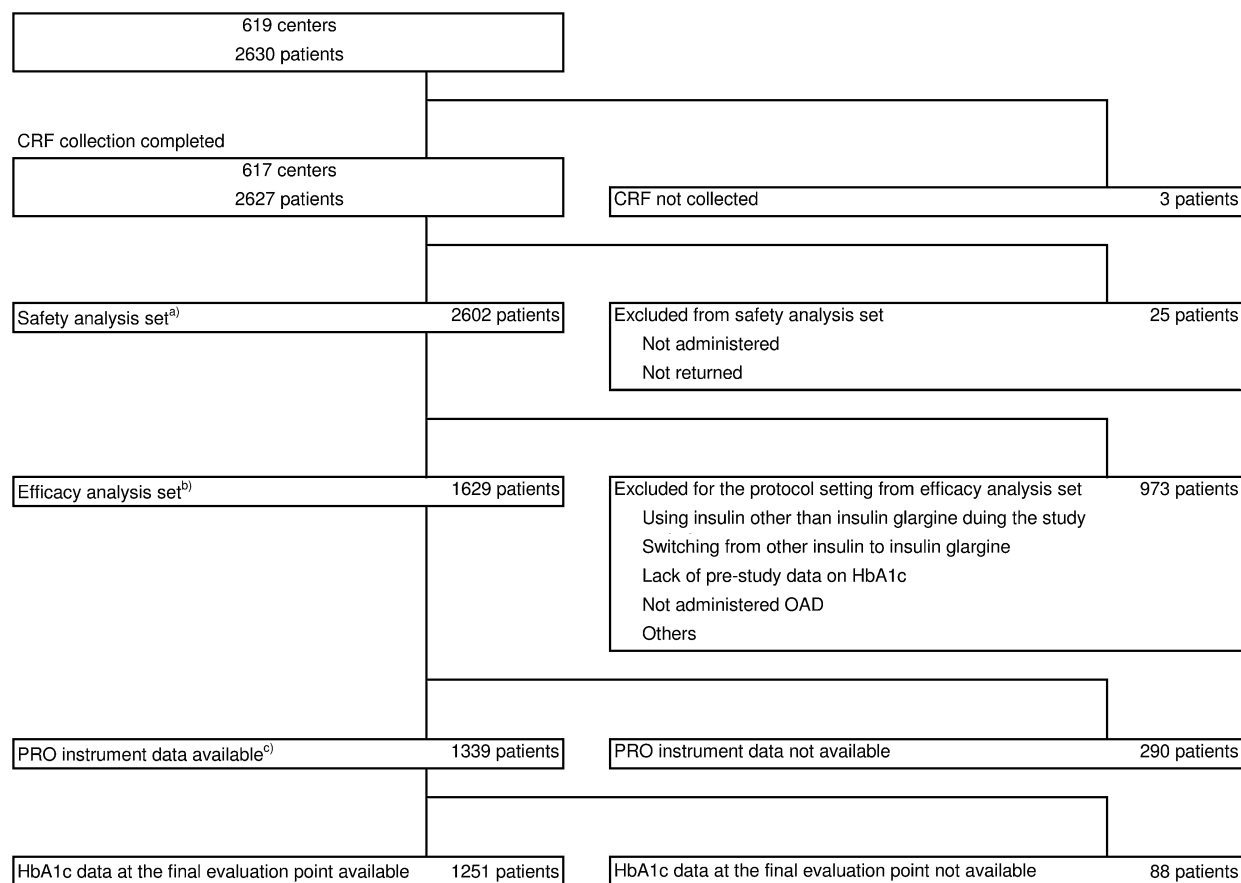 619 centers
2630 patients
CRF collection completed
617 centers
2627 patients
CRF not collected 3 patients
Safety analysis set a) 2602 patients
Excluded from safety analysis set 25 patients
Not administered
Not returned
Efficacy analysis set b) 1629 patients
Excluded for the protocol setting from efficacy analysis set 973 patients
Using insulin other than insulin glargine duing the study
Switching from other insulin to insulin glargine
Lack of pre-study data on HbA1c
Not administered OAD
Others
PRO instrument data available c) 1339 patients
PRO instrument data not available 290 patients
HbA1c data at the final evaluation point available 1251 patients
HbA1c data at the final evaluation point not available 88 patients